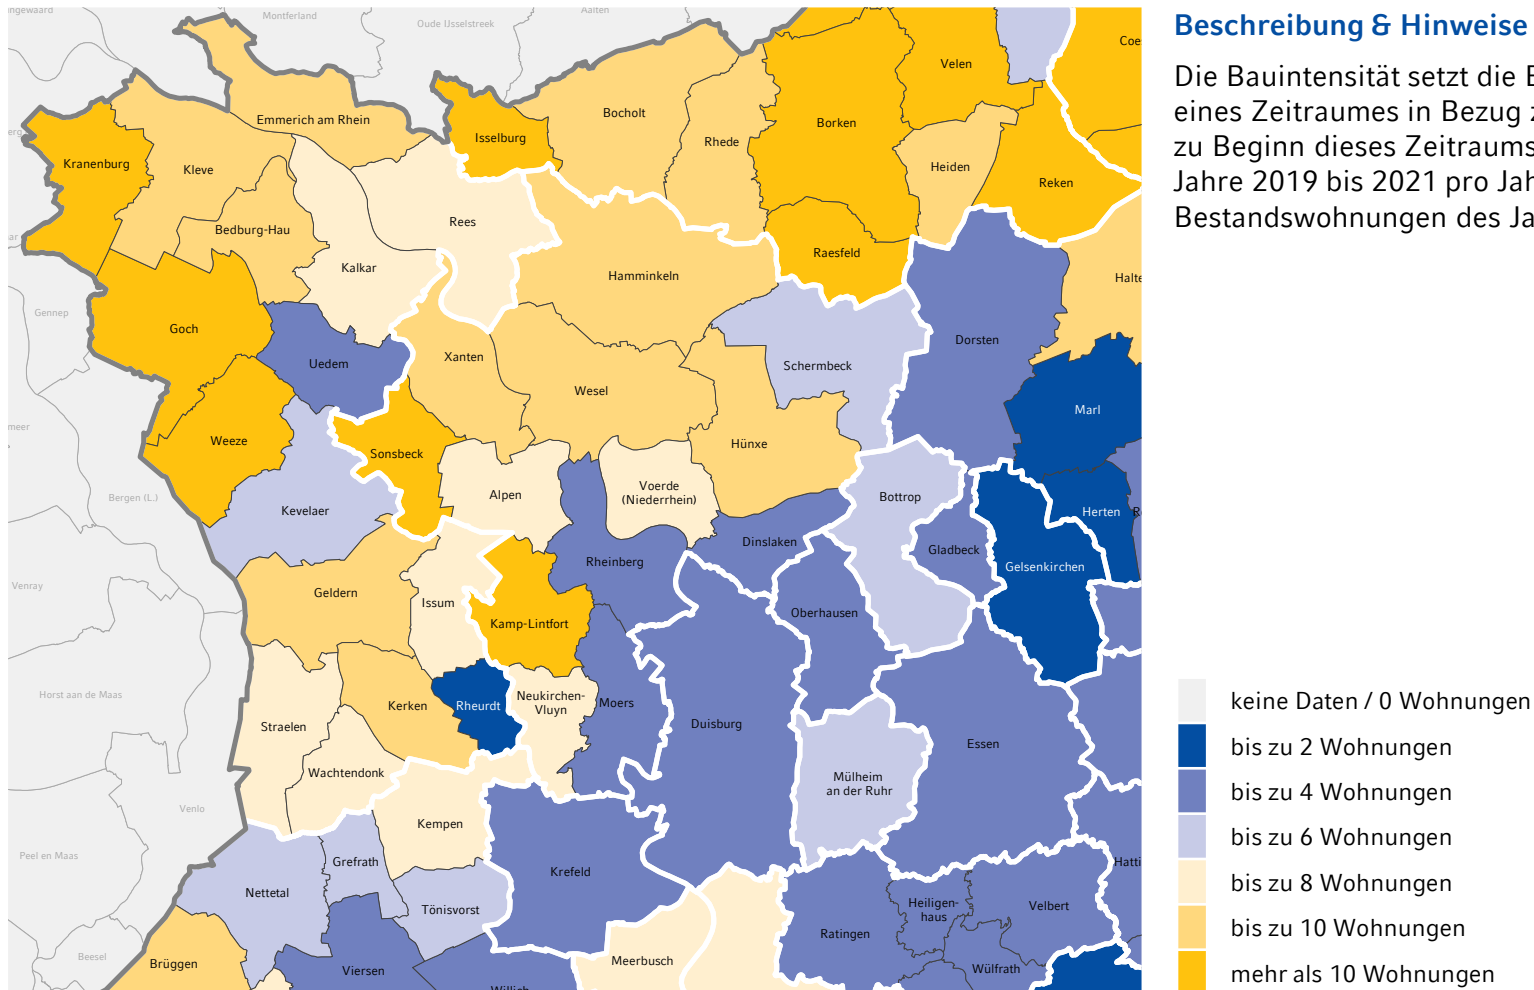 Beschreibung & Hinweise
Die Bauintensität setzt die
eines Zeitraumes in Bezug
zu Beginn dieses Zeitraums
Jahre 2019 bis 2021 pro Jah
Bestandswohnungen des Ja
Montferland
Oude IJsselstreek
Aalten
Coe
Velen
Emmerich am Rhein
Bocholt
Isselburg
Rhede
Borken
Kranenburg
Kleve
Heiden
Reken
Bedburg-Hau
Rees
Raesfeld
Kalkar
Hamminkeln
Halte
Gennep
Goch
Uedem
Xanten
Schermbeck
Dorsten
Wesel
Marl
meer
Weeze
Sonsbeck
Hünxe
Bergen (L.)
Kevelaer
Alpen
Voerde
(Niederrhein)
Bottrop
Herten
R
Dinslaken
Gladbeck
Venray
Rheinberg
Gelsenkirchen
Geldern
Issum
Kamp-Lintfort
Oberhausen
Horst aan de Maas
Straelen
Kerken
Rheurdt
Neukirchen-
Vluyn
Moers
Duisburg
Essen
Wachtendonk
Mülheim
an der Ruhr
Venlo
Kempen
Peel en Maas
Grefrath
Krefeld
Hatti
Nettetal
Tönisvorst
Heiligen-
haus
Velbert
Ratingen
Beesel
Brüggen
Viersen
Meerbusch
Wülfrath
Willich
keine Daten / 0 Wohnungen
bis zu 2 Wohnungen
bis zu 4 Wohnungen
bis zu 6 Wohnungen
bis zu 8 Wohnungen
bis zu 10 Wohnungen
mehr als 10 Wohnungen